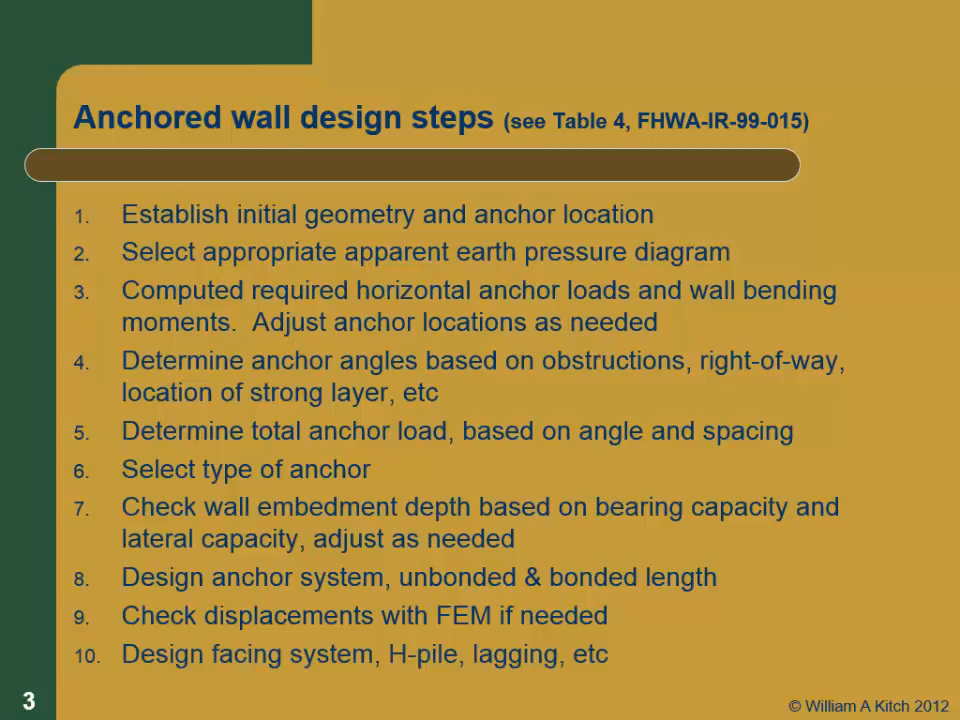 Anchored wall design steps (see Table 4, FHWA-IR-99-015)
1. Establish initial geometry and anchor location
2. Select appropriate apparent earth pressure diagram
3. Computed required horizontal anchor loads and wall bending
moments. Adjust anchor locations as needed
4. Determine anchor angles based on obstructions, right-of-way,
location of strong layer, etc
5. Determine total anchor load, based on angle and spacing
6. Select type of anchor
7. Check wall embedment depth based on bearing capacity and
lateral capacity, adjust as needed
8. Design anchor system, unbonded & bonded length
9. Check displacements with FEM if needed
10. Design facing system, H-pile, lagging, etc
3
© William A Kitch 2012